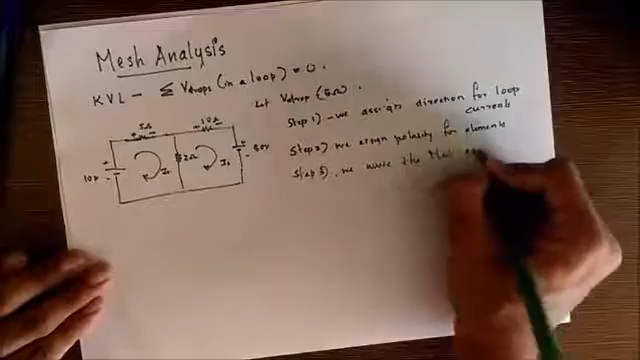 Mesh Analysis
KVL - Σ Vdrops (in a loop) = 0.
Let Vdrop (5Ω).
Step 1) - we assign direction for loop
currents
Step 2) we assign polarity for elements
Step 3) . we write the
5Ω
+ 10Ω -
10V
+
-
I₁
2Ω
I₂
+
-
50V